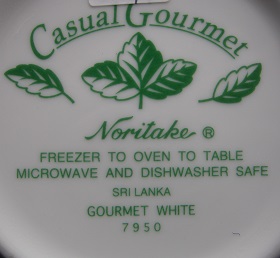 Casual Gourmet
Noritake ®
FREEZER TO OVEN TO TABLE
MICROWAVE AND DISHWASHER SAFE
SRI LANKA
GOURMET WHITE
7950